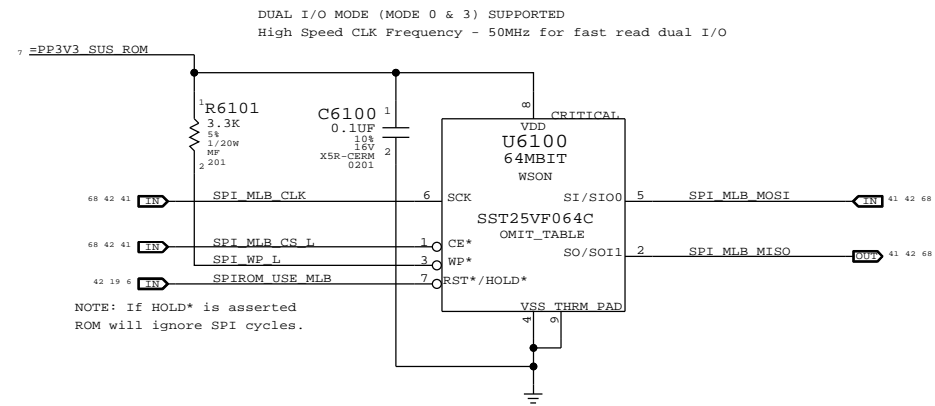 DUAL I/O MODE (MODE 0 & 3) SUPPORTED
High Speed CLK Frequency - 50MHz for fast read dual I/O
7 =PP3V3_SUS_ROM
1 R6101
3.3K
5%
1/20W
MF
2 201
C6100 1
0.1UF
10%
16V
X5R-CERM 2
0201
8
CRITICAL
VDD
U6100
64MBIT
WSON
68 42 41 IN SPI_MLB_CLK 6 SCK
SI/SIO0 5 SPI_MLB_MOSI IN 41 42 68
SST25VF064C
OMIT_TABLE
68 42 41 IN SPI_MLB_CS_L 1 CE*
SO/SOI1 2 SPI_MLB_MISO OUT 41 42 68
SPI_WP_L 3 WP*
42 19 6 IN SPIROM_USE_MLB 7 RST*/HOLD*
NOTE: If HOLD* is asserted
ROM will ignore SPI cycles.
VSS THRM_PAD
4 9